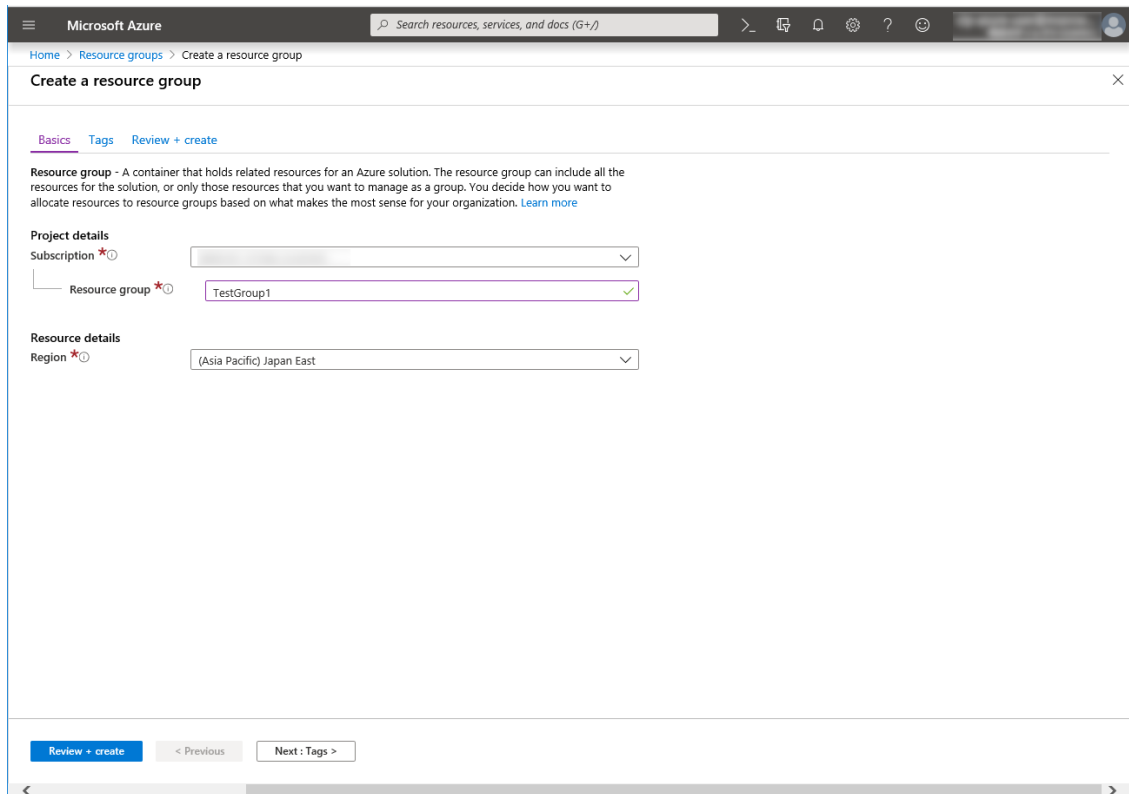 Microsoft Azure
Search resources, services, and docs (G+/)
Home > Resource groups > Create a resource group
Create a resource group
Basics Tags Review + create
Resource group - A container that holds related resources for an Azure solution. The resource group can include all the
resources for the solution, or only those resources that you want to manage as a group. You decide how you want to
allocate resources to resource groups based on what makes the most sense for your organization. Learn more
Project details
Subscription *
Resource group *
TestGroup1
Resource details
Region *
(Asia Pacific) Japan East
Review + create
< Previous
Next : Tags >